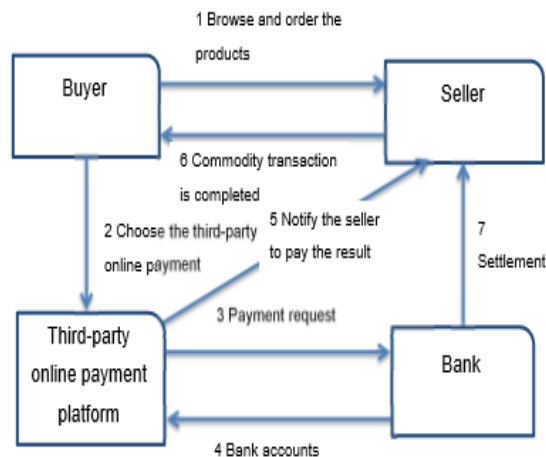 1 Browse and order the
products
Buyer
Seller
6 Commodity transaction
is completed
5 Notify the seller
to pay the result
2 Choose the third-party
online payment
7
Settlement
3 Payment request
Third-party
online payment
platform
Bank
4 Bank accounts